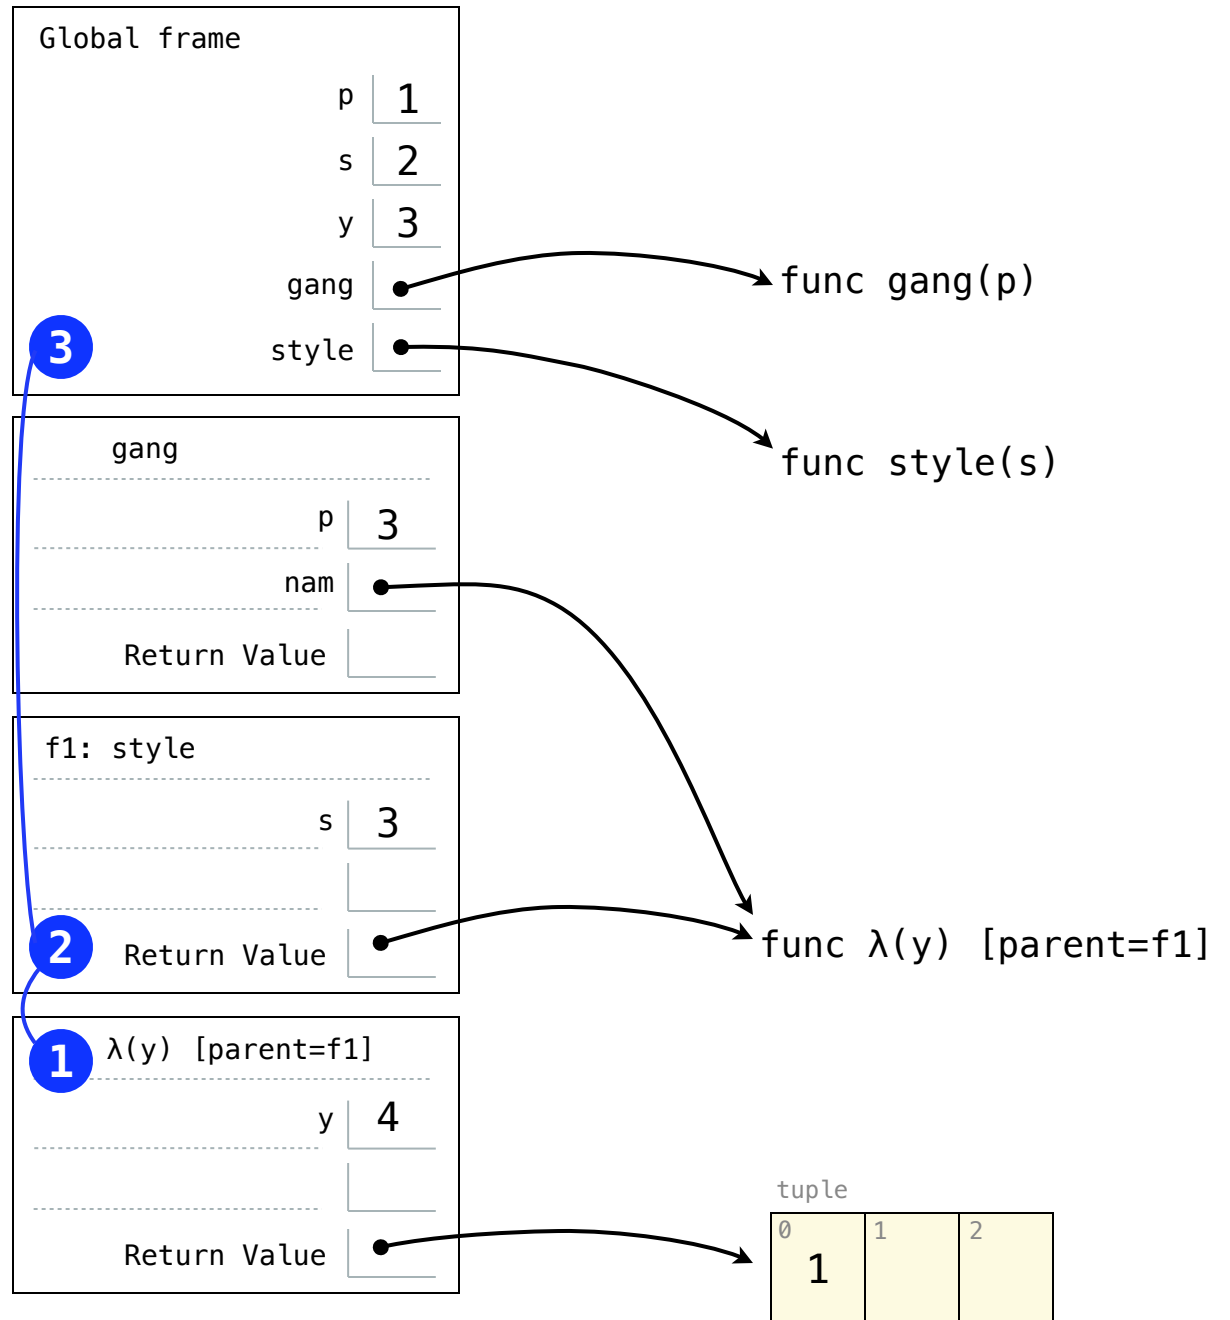 Global frame
p 1
s 2
y 3
gang
func gang(p)
3
style
func style(s)
gang
p 3
nam
Return Value
f1: style
s 3
2
Return Value
func λ(y) [parent=f1]
1
λ(y) [parent=f1]
y 4
Return Value
tuple
0 1 2
1